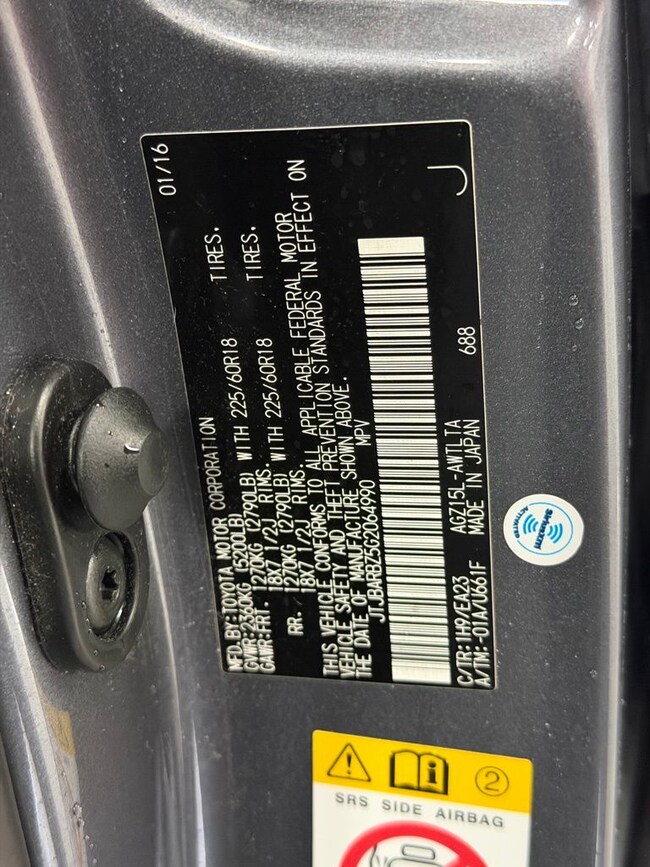 MFD.BY:TOYOTA MOTOR CORPORATION 01/16
GVWR:2360KG (5200LB)
GAWR:FRT. 1270KG (2790LB) WITH 225/60R18 TIRES.
18X7 1/2J RIMS.
RR. 1270KG (2790LB) WITH 225/60R18 TIRES.
18X7 1/2J RIMS.
THIS VEHICLE CONFORMS TO ALL APPLICABLE FEDERAL MOTOR
VEHICLE SAFETY AND THEFT PREVENTION STANDARDS IN EFFECT ON
THE DATE OF MANUFACTURE SHOWN ABOVE.
JTJBARBZ5G2064990 MPV
C/TR:1H9/EA23 AGZ15L-AWTLTA
A/TM:-01A/U661F MADE IN JAPAN 688
J
SiriusXM
ACTIVATED
2
SRS SIDE AIRBAG